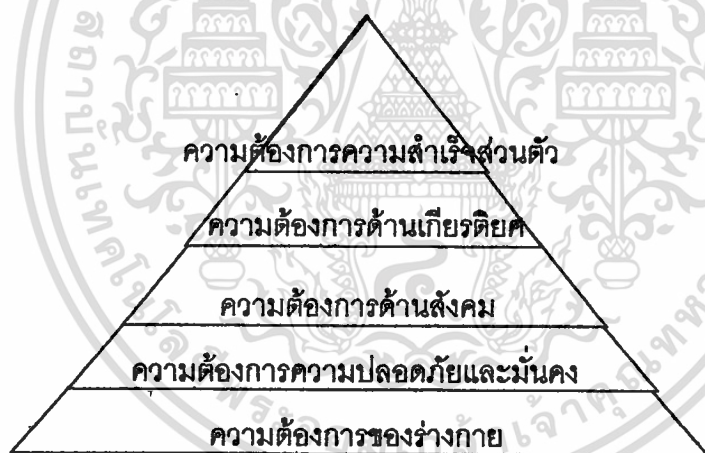 ความต้องการความสำเร็จส่วนตัว
ความต้องการด้านเกียรติยศ
ความต้องการด้านสังคม
ความต้องการความปลอดภัยและมั่นคง
ความต้องการของร่างกาย